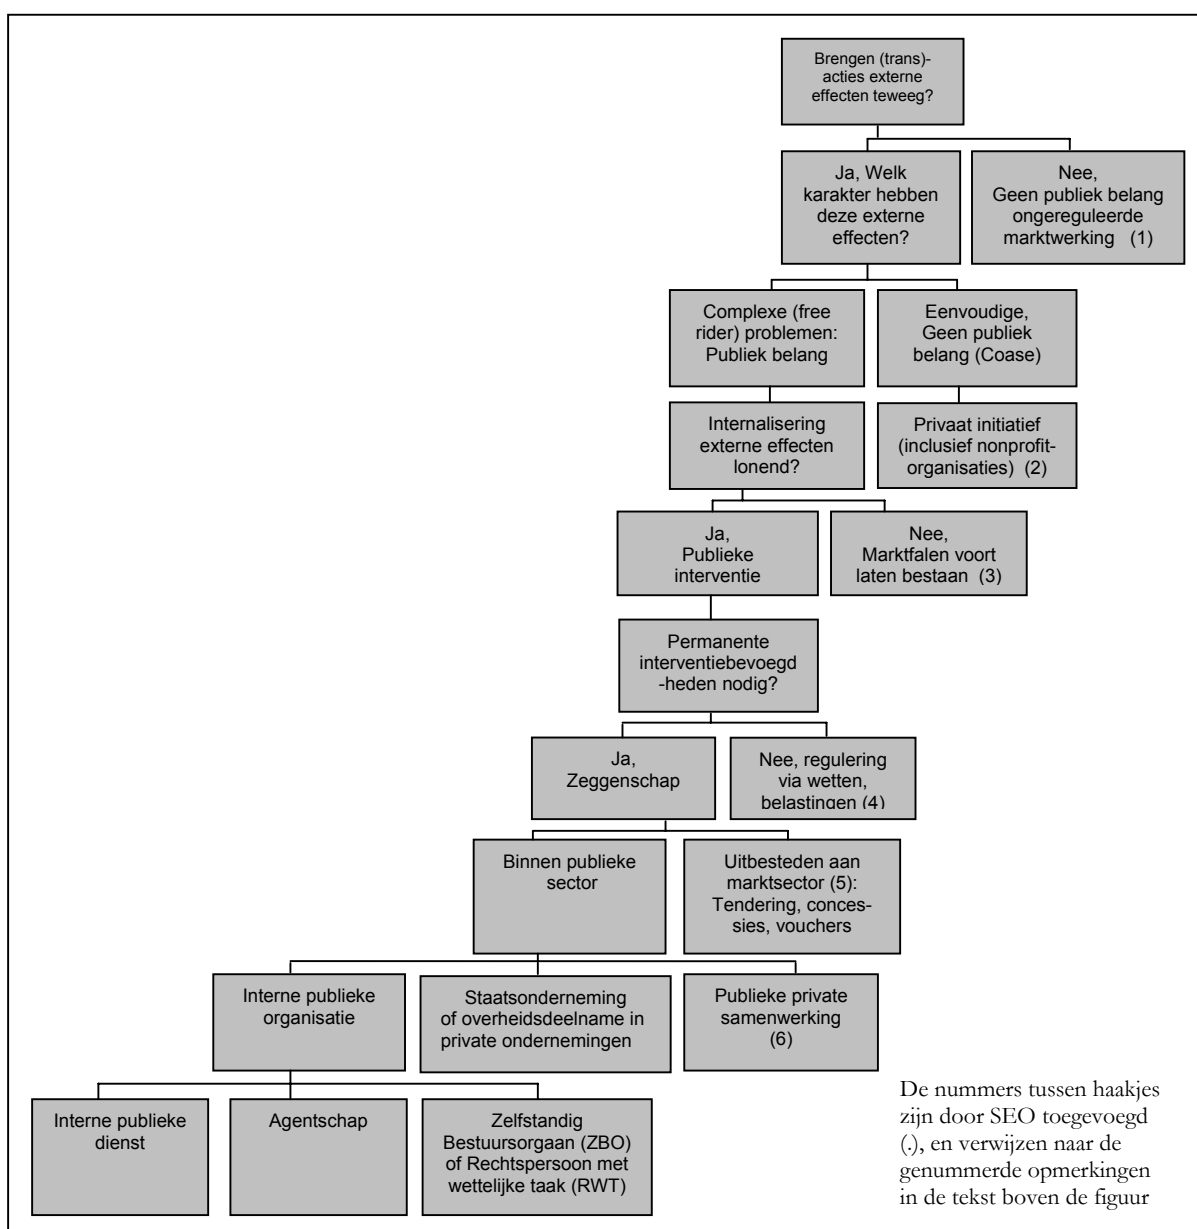 Brengen (trans)-
acties externe
effecten teweeg?
Ja, Welk
karakter hebben
deze externe
effecten?
Nee,
Geen publiek belang
ongereguleerde
marktwerking (1)
Complexe (free
rider) problemen:
Publiek belang
Eenvoudige,
Geen publiek
belang (Coase)
Internalisering
externe effecten
lonend?
Privaat initiatief
(inclusief nonprofit-
organisaties) (2)
Ja,
Publieke
interventie
Nee,
Marktfalen voort
laten bestaan (3)
Permanente
interventiebevoegd
-heden nodig?
Ja,
Zeggenschap
Nee, regulering
via wetten,
belastingen (4)
Binnen publieke
sector
Uitbesteden aan
marktsector (5):
Tendering, conces-
sies, vouchers
Interne publieke
organisatie
Staatsonderneming
of overheidsdeelname in
private ondernemingen
Publieke private
samenwerking
(6)
Interne publieke
dienst
Agentschap
Zelfstandig
Bestuursorgaan (ZBO)
of Rechtspersoon met
wettelijke taak (RWT)
De nummers tussen haakjes
zijn door SEO toegevoegd
(.), en verwijzen naar de
genummerde opmerkingen
in de tekst boven de figuur